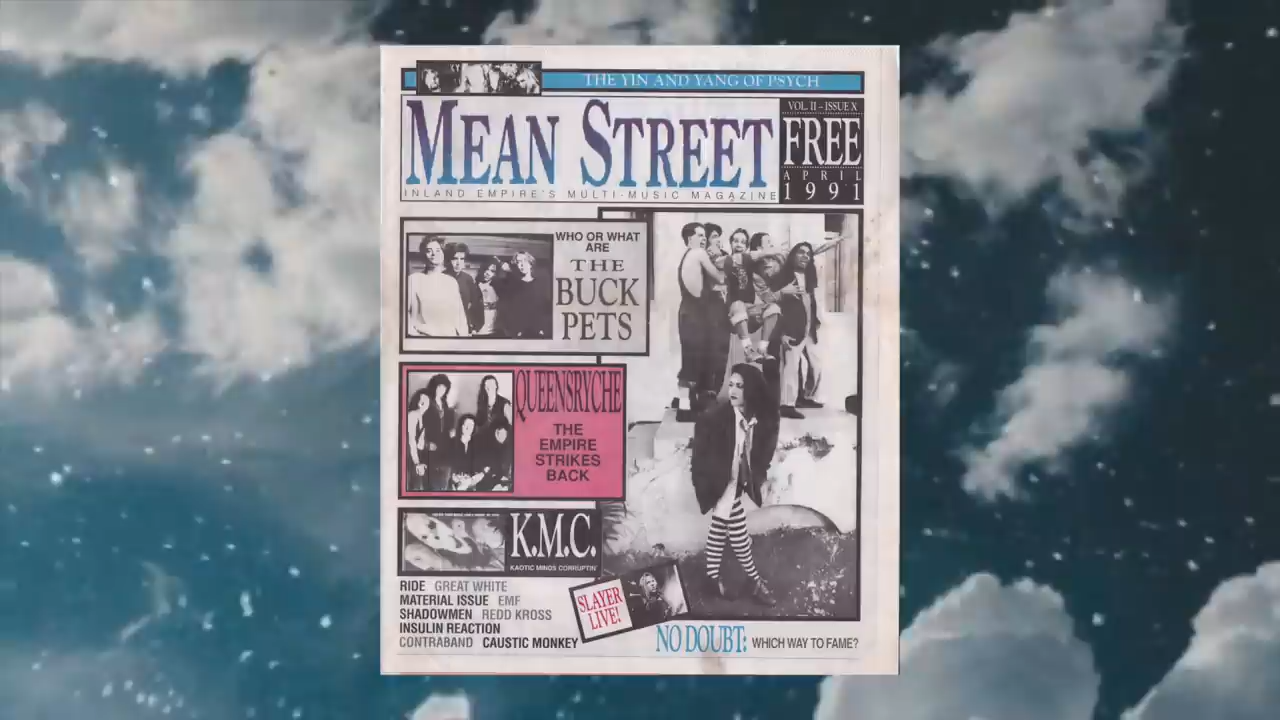 THE YIN AND YANG OF PSYCH
MEAN STREET
INLAND EMPIRE'S MULTI-MUSIC MAGAZINE
VOL. II - ISSUE X
FREE
APRIL
1991
WHO OR WHAT
ARE
THE
BUCK
PETS
QUEENSRYCHE
THE
EMPIRE
STRIKES
BACK
K.M.C.
KAOTIC MINDS CORRUPTIN'
RIDE GREAT WHITE
MATERIAL ISSUE EMF
SHADOWMEN REDD KROSS
INSULIN REACTION
CONTRABAND CAUSTIC MONKEY
SLAYER
LIVE!
NO DOUBT: WHICH WAY TO FAME?